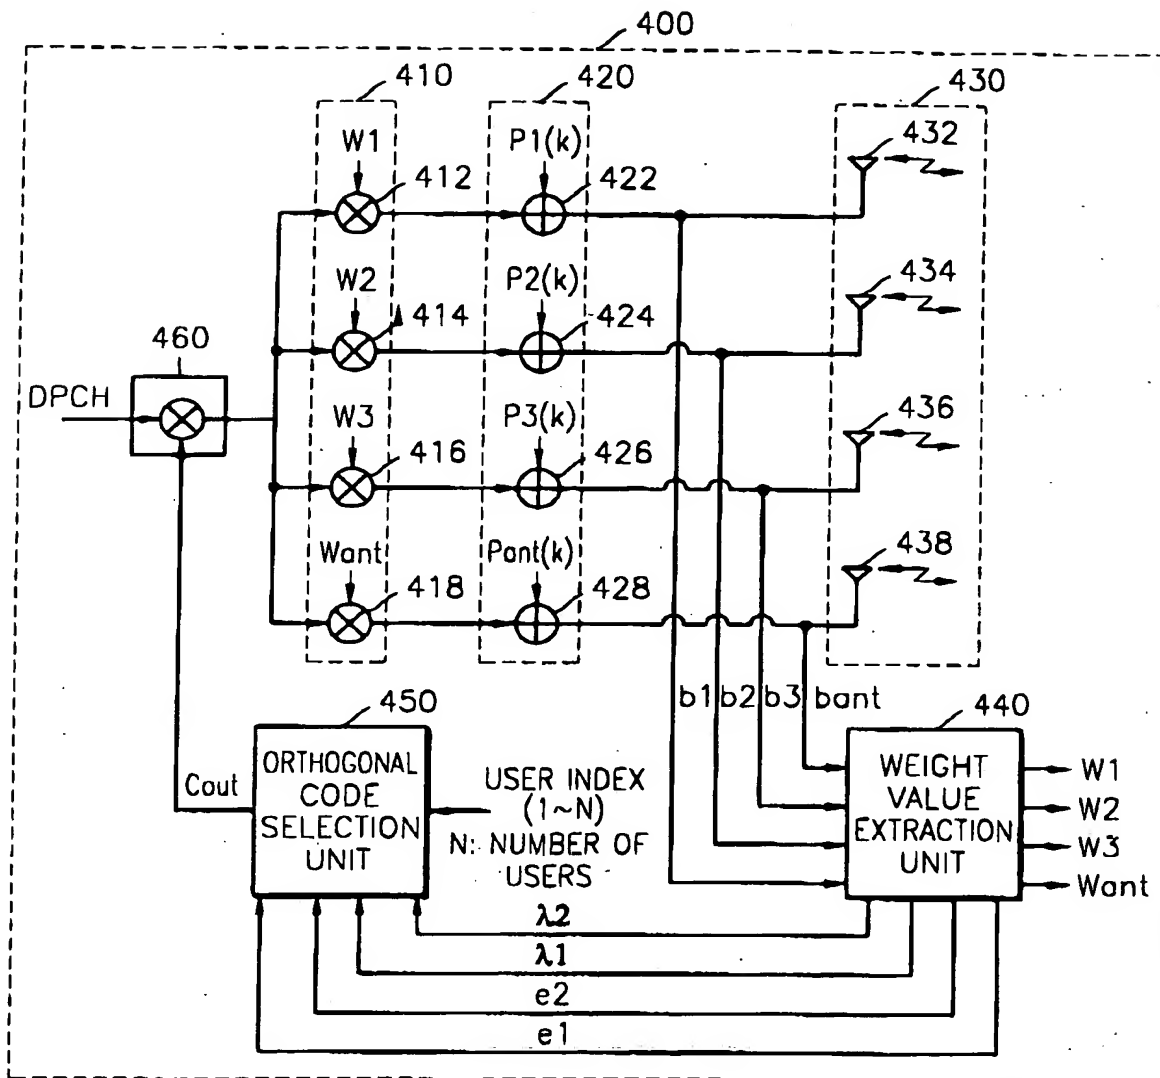 400
410
420
430
W1
P1(k)
432
412
422
W2
P2(k)
434
414
424
460
DPCH
W3
P3(k)
436
416
426
Want
Pant(k)
438
418
428
b1
b2
b3
bant
450
440
ORTHOGONAL
CODE
SELECTION
UNIT
Cout
USER INDEX
(1~N)
N: NUMBER OF
USERS
WEIGHT
VALUE
EXTRACTION
UNIT
W1
W2
W3
Want
λ2
λ1
e2
e1